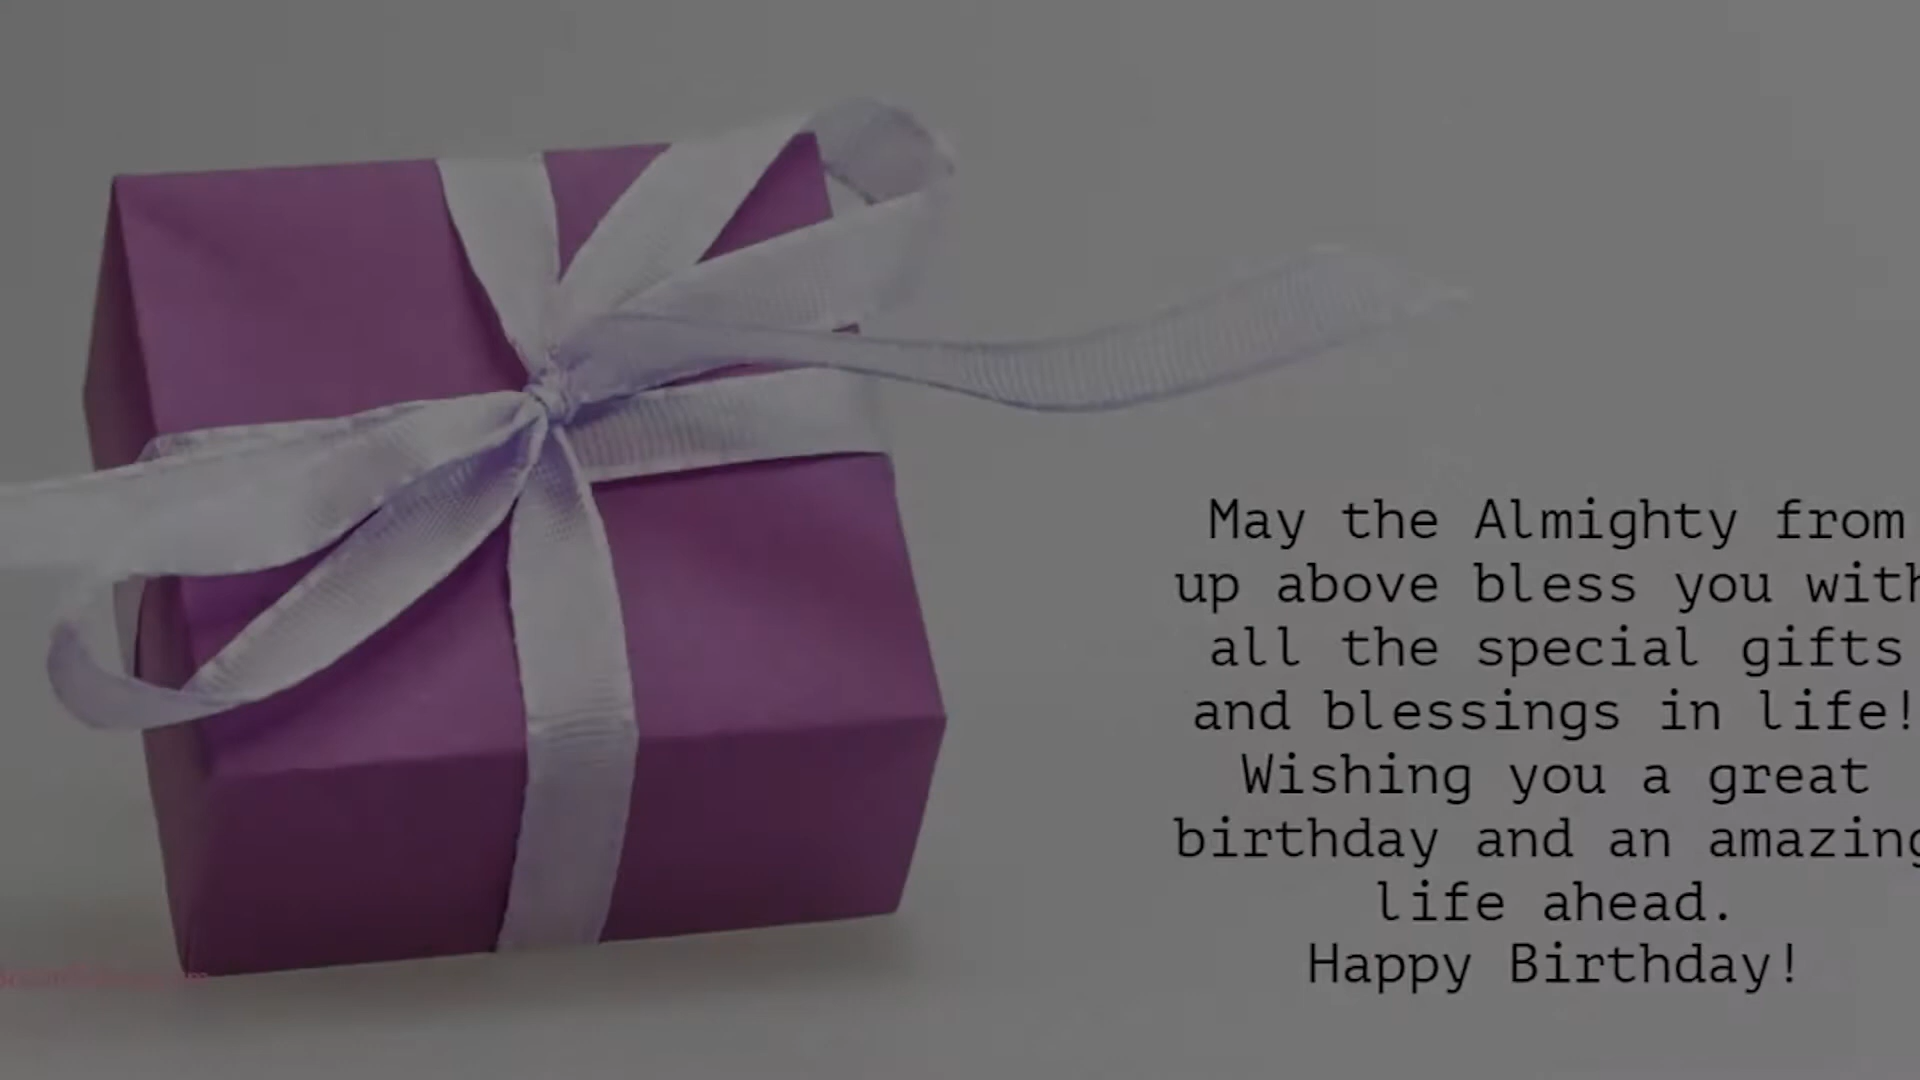 May the Almighty from
up above bless you with
all the special gifts
and blessings in life!
Wishing you a great
birthday and an amazing
life ahead.
Happy Birthday!